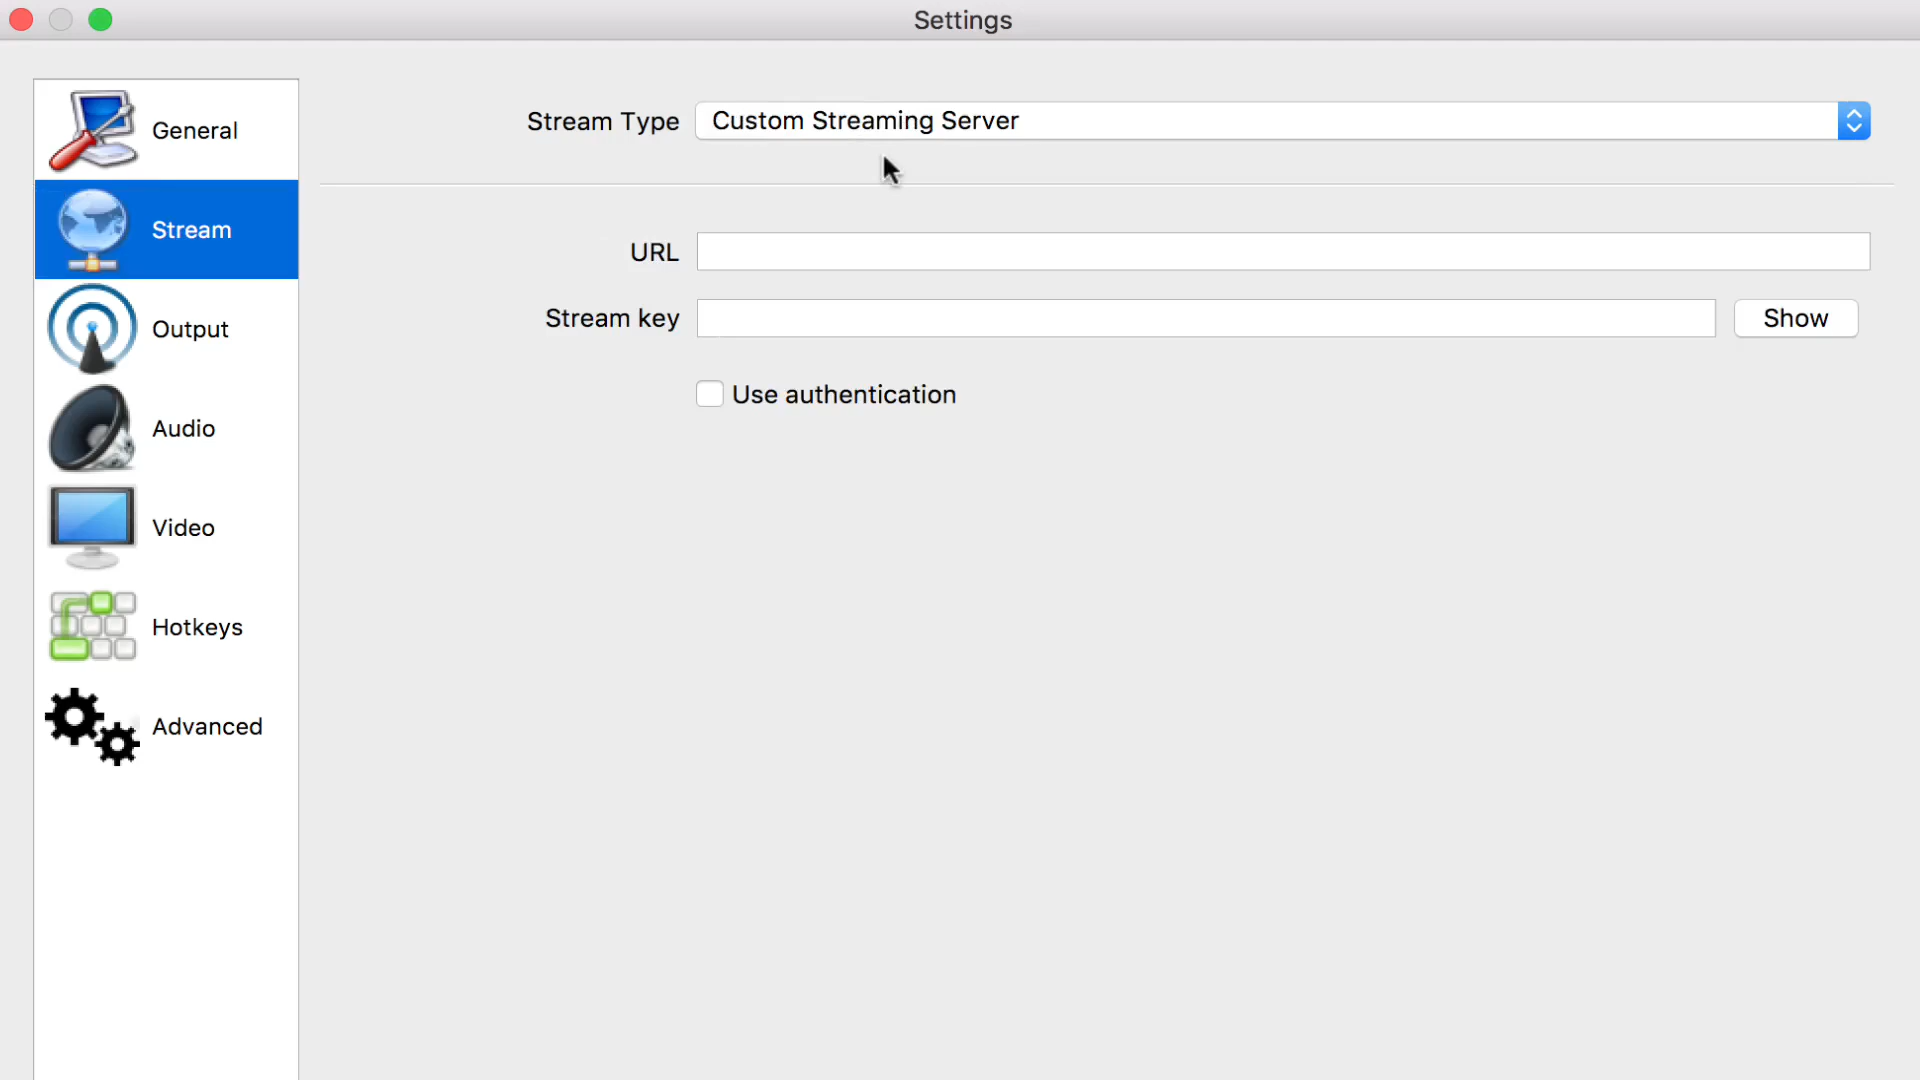 Settings
General
Stream
Output
Audio
Video
Hotkeys
Advanced
Stream Type Custom Streaming Server
URL
Stream key Show
Use authentication